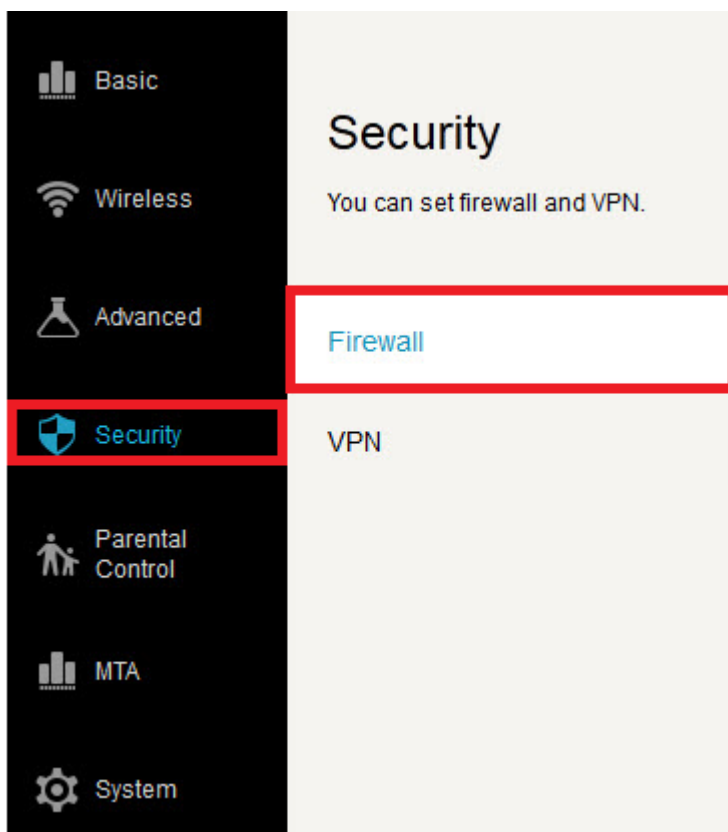 Basic
Wireless
Advanced
Security
Parental
Control
MTA
System
Security
You can set firewall and VPN.
Firewall
VPN